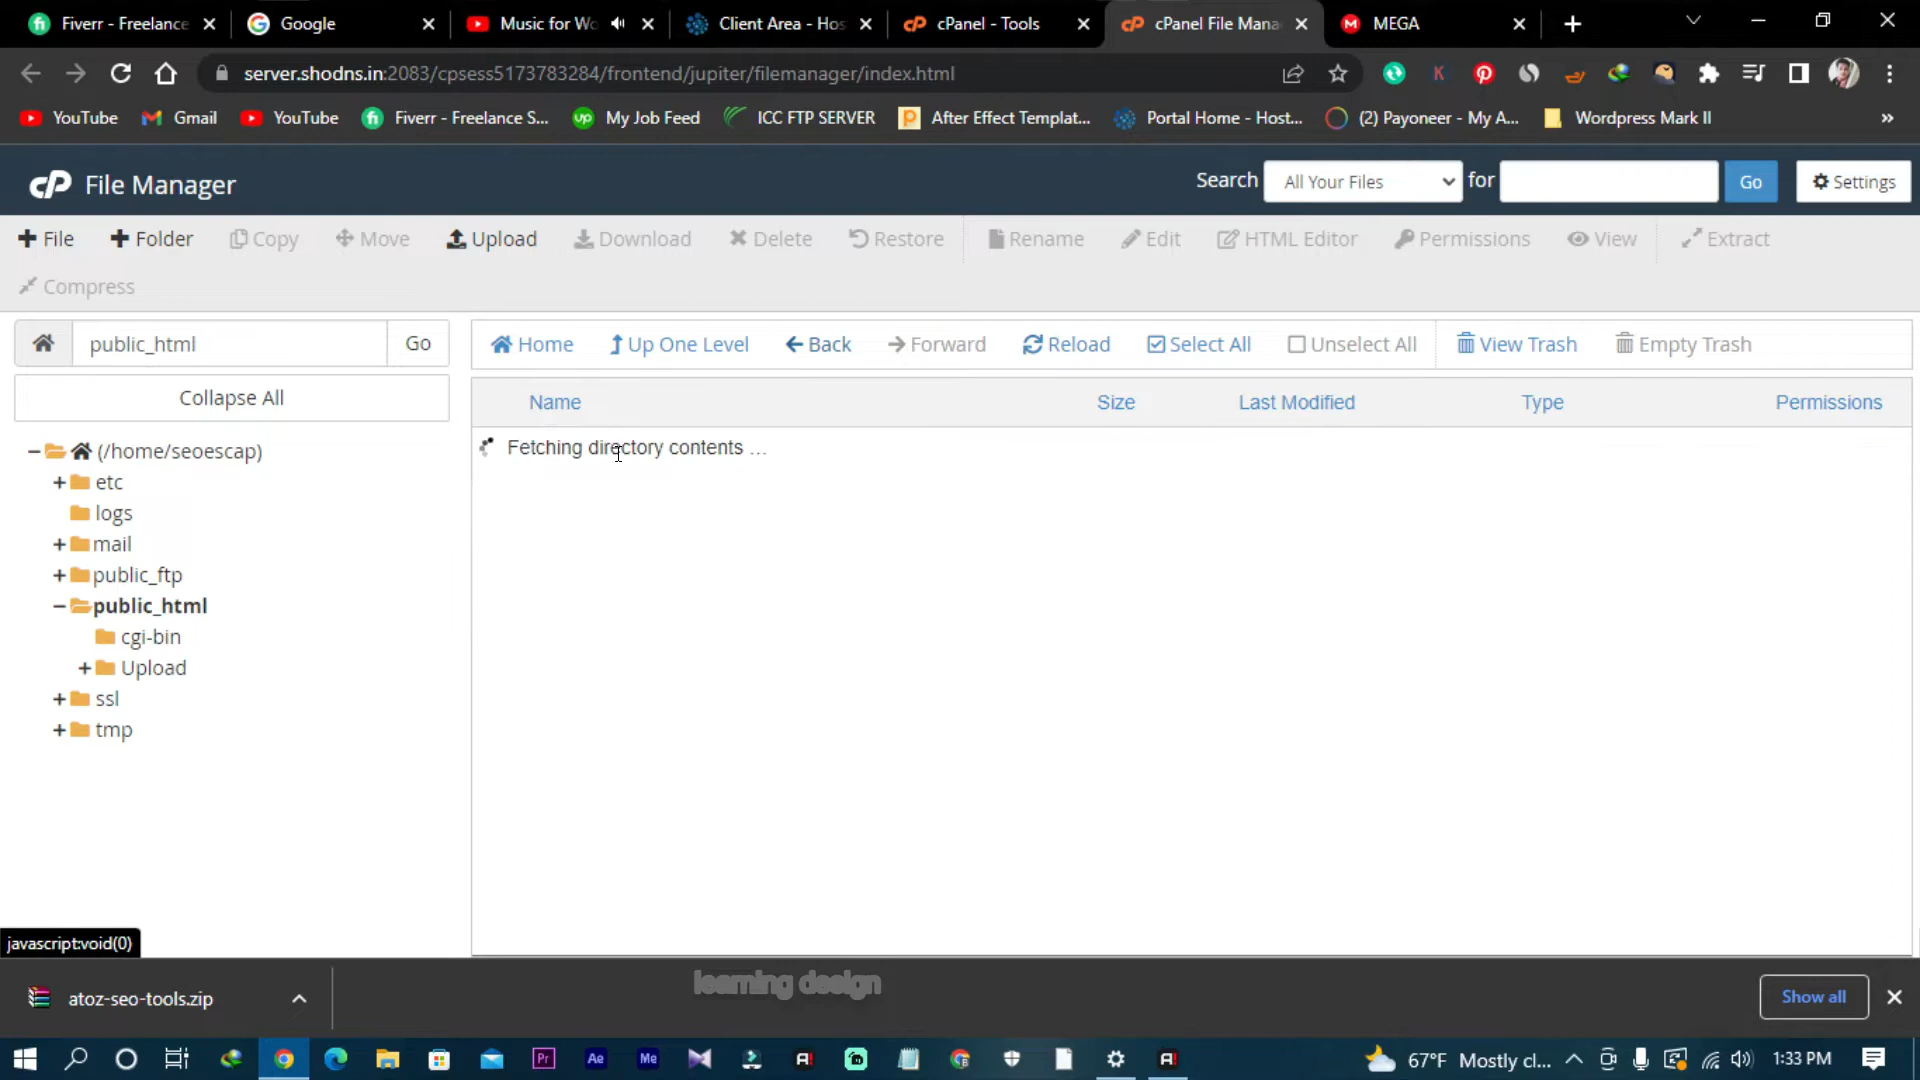 Fiverr - Freelance
Google
Music for Wo
Client Area - Hos
cPanel - Tools
cPanel File Mana
MEGA
server.shodns.in:2083/cpsess5173783284/frontend/jupiter/filemanager/index.html
YouTube
Gmail
YouTube
Fiverr - Freelance S...
My Job Feed
ICC FTP SERVER
After Effect Templat...
Portal Home - Host...
(2) Payoneer - My A...
Wordpress Mark II
cP File Manager
Search All Your Files for Go Settings
File Folder Copy Move Upload Download Delete Restore Rename Edit HTML Editor Permissions View Extract
Compress
public_html Go
Home Up One Level Back Forward Reload Select All Unselect All View Trash Empty Trash
Collapse All
Name Size Last Modified Type Permissions
Fetching directory contents ...
(/home/seoescap)
etc
logs
mail
public_ftp
public_html
cgi-bin
Upload
ssl
tmp
javascript:void(0)
atoz-seo-tools.zip
learning design
Show all
67°F Mostly cl...
1:33 PM